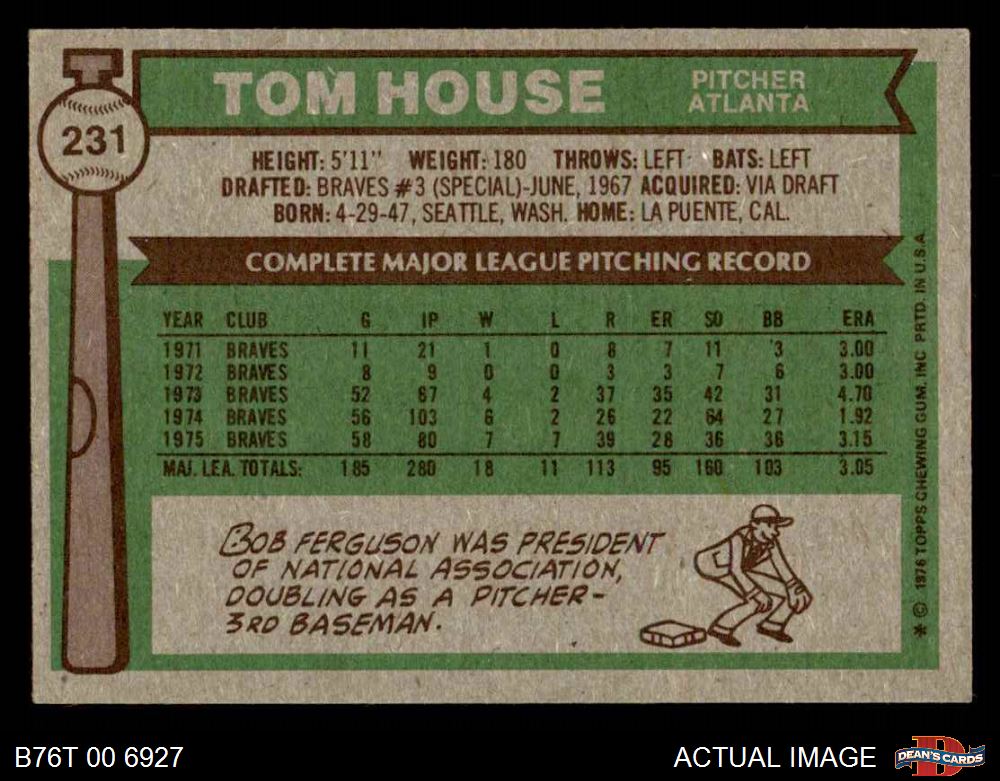 TOM HOUSE
PITCHER
ATLANTA
231
HEIGHT: 5'11" WEIGHT: 180 THROWS: LEFT BATS: LEFT
DRAFTED: BRAVES #3 (SPECIAL)-JUNE, 1967 ACQUIRED: VIA DRAFT
BORN: 4-29-47, SEATTLE, WASH. HOME: LA PUENTE, CAL.
COMPLETE MAJOR LEAGUE PITCHING RECORD
YEAR CLUB G IP W L R ER SO BB ERA
1971 BRAVES 11 21 1 0 8 7 11 3 3.00
1972 BRAVES 8 9 0 0 3 3 7 6 3.00
1973 BRAVES 52 67 4 2 37 35 42 31 4.70
1974 BRAVES 56 103 6 2 26 22 64 27 1.92
1975 BRAVES 58 80 7 7 39 28 36 36 3.15
MAJ. LEA. TOTALS: 185 280 18 11 113 95 160 103 3.05
BOB FERGUSON WAS PRESIDENT
OF NATIONAL ASSOCIATION,
DOUBLING AS A PITCHER-
3RD BASEMAN.
* © 1976 TOPPS CHEWING GUM, INC PRTD. IN U.S.A.
B76T 00 6927
ACTUAL IMAGE
D
DEAN'S CARDS